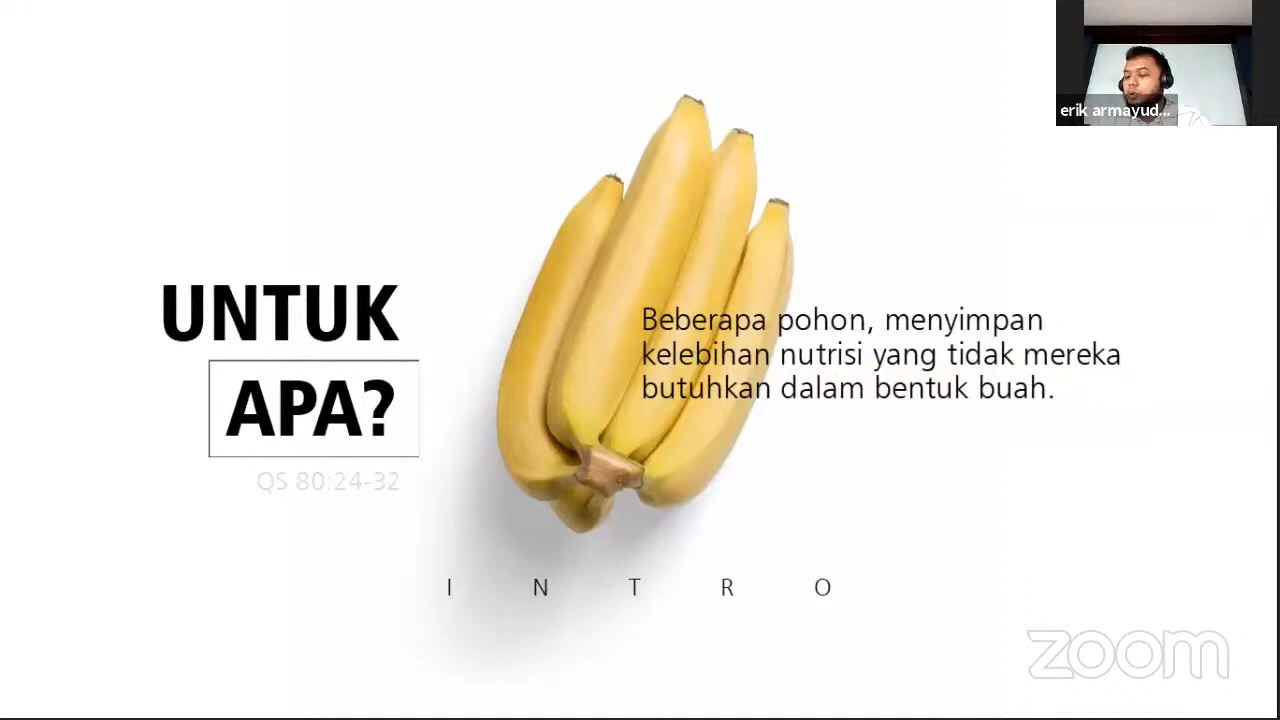 erik armayud...
UNTUK
APA?
QS 80:24-32
Beberapa pohon, menyimpan
kelebihan nutrisi yang tidak mereka
butuhkan dalam bentuk buah.
I N T R O
zoom